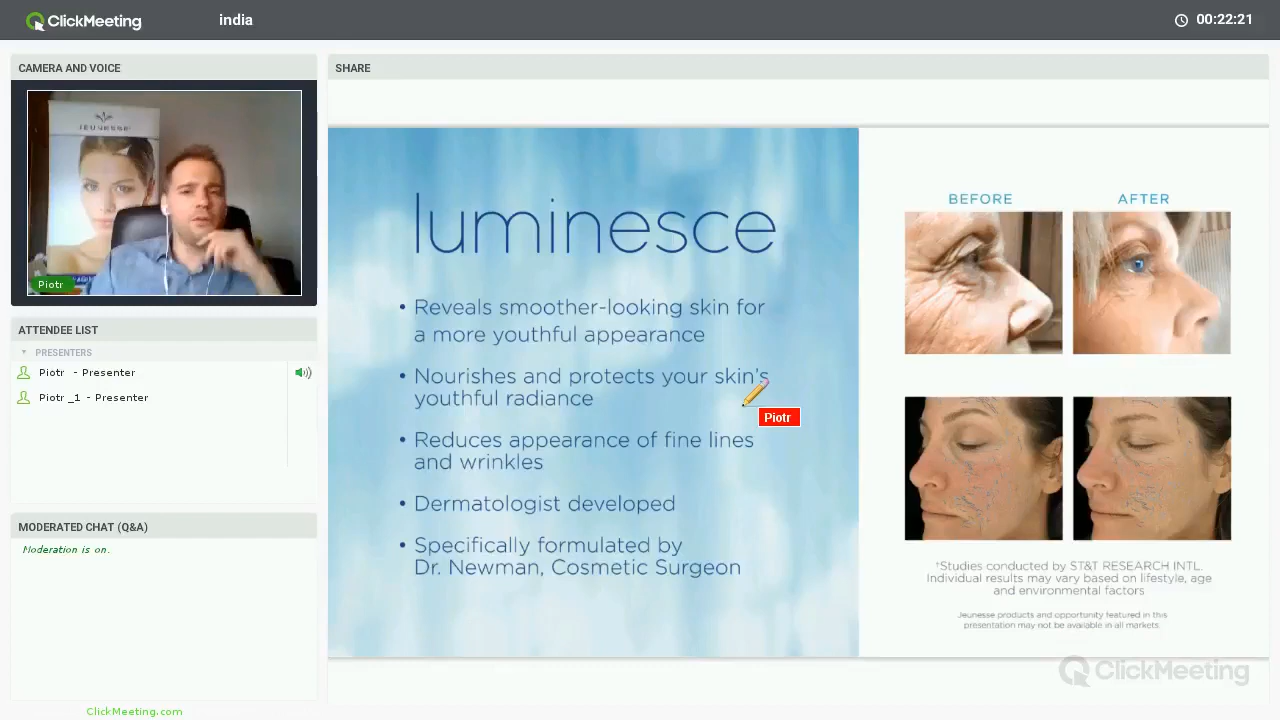 ClickMeeting
india
00:22:21
CAMERA AND VOICE
JEUNESSE
Piotr
ATTENDEE LIST
PRESENTERS
Piotr - Presenter
Piotr _1 - Presenter
MODERATED CHAT (Q&A)
Moderation is on.
ClickMeeting.com
SHARE
luminesce
• Reveals smoother-looking skin for
a more youthful appearance
• Nourishes and protects your skin's
youthful radiance
Piotr
• Reduces appearance of fine lines
and wrinkles
• Dermatologist developed
• Specifically formulated by
Dr. Newman, Cosmetic Surgeon
BEFORE
AFTER
†Studies conducted by ST&T RESEARCH INTL.
Individual results may vary based on lifestyle, age
and environmental factors
Jeunesse products and opportunity featured in this
presentation may not be available in all markets.
ClickMeeting